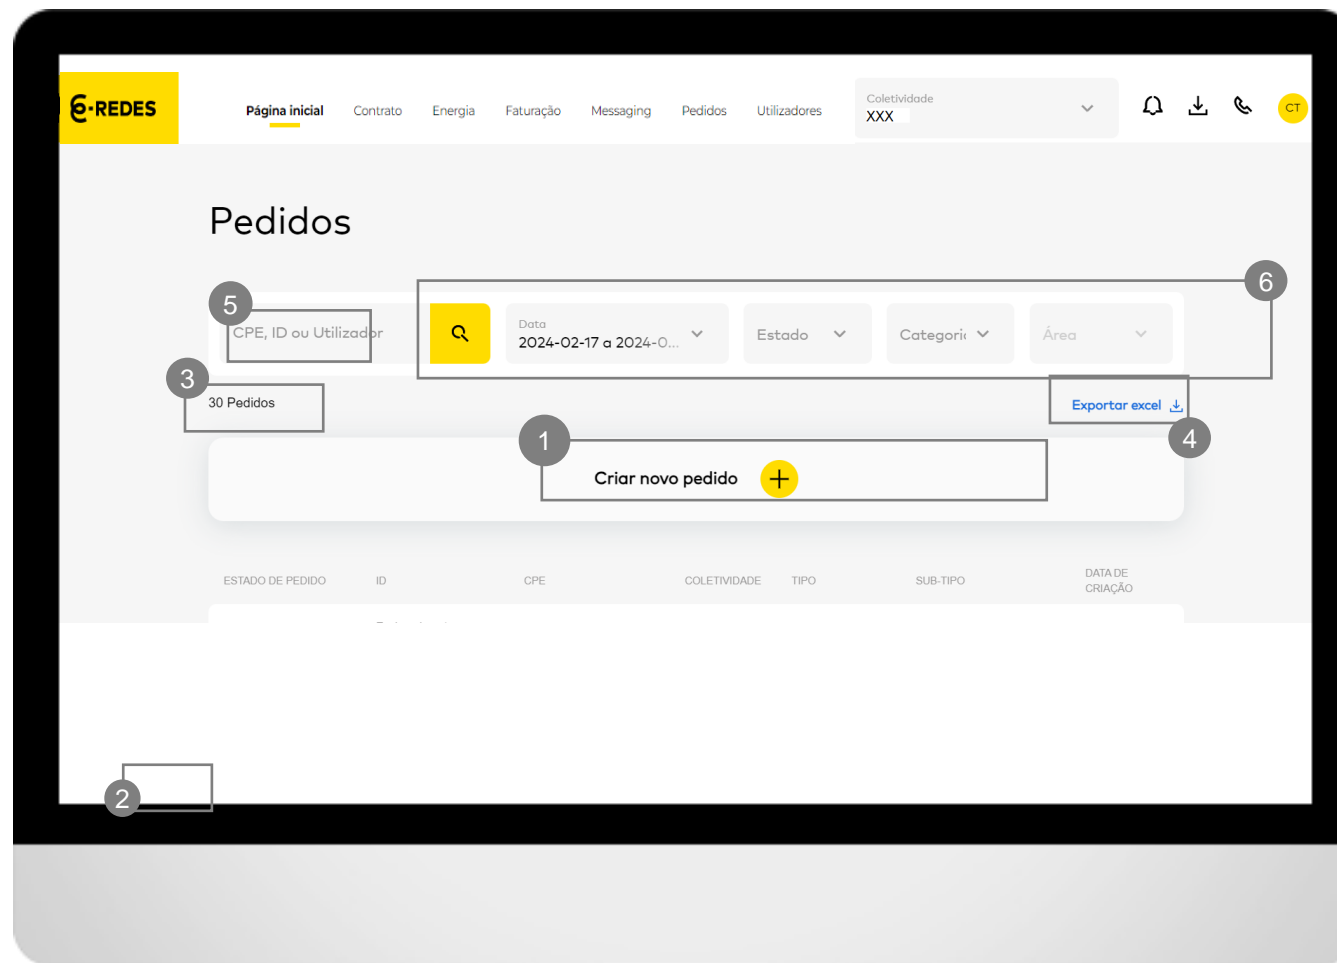 E-REDES
Página inicial Contrato Energia Faturação Messaging Pedidos Utilizadores
Coletividade
XXX
CT
Pedidos
6
5
CPE, ID ou Utilizador
Data
2024-02-17 a 2024-0...
Estado
Categori
Área
3
30 Pedidos
Exportar excel
4
1
Criar novo pedido
ESTADO DE PEDIDO ID CPE COLETIVIDADE TIPO SUB-TIPO DATA DE
CRIAÇÃO
2